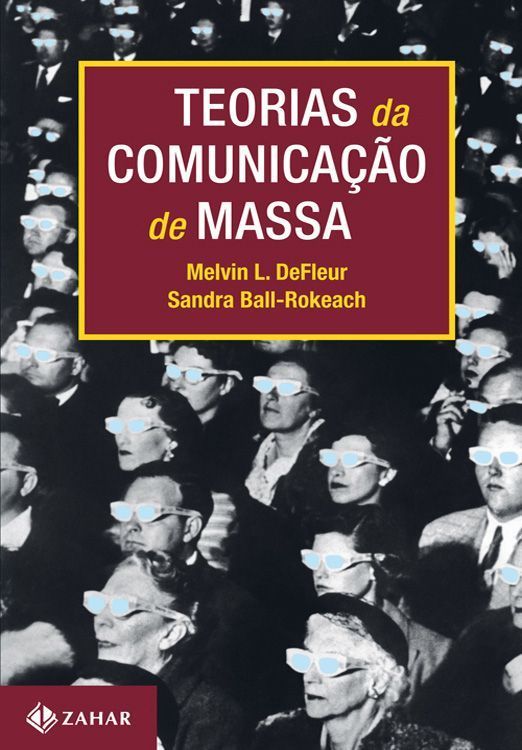 TEORIAS da
COMUNICAÇÃO
de MASSA
Melvin L. DeFleur
Sandra Ball-Rokeach
ZAHAR